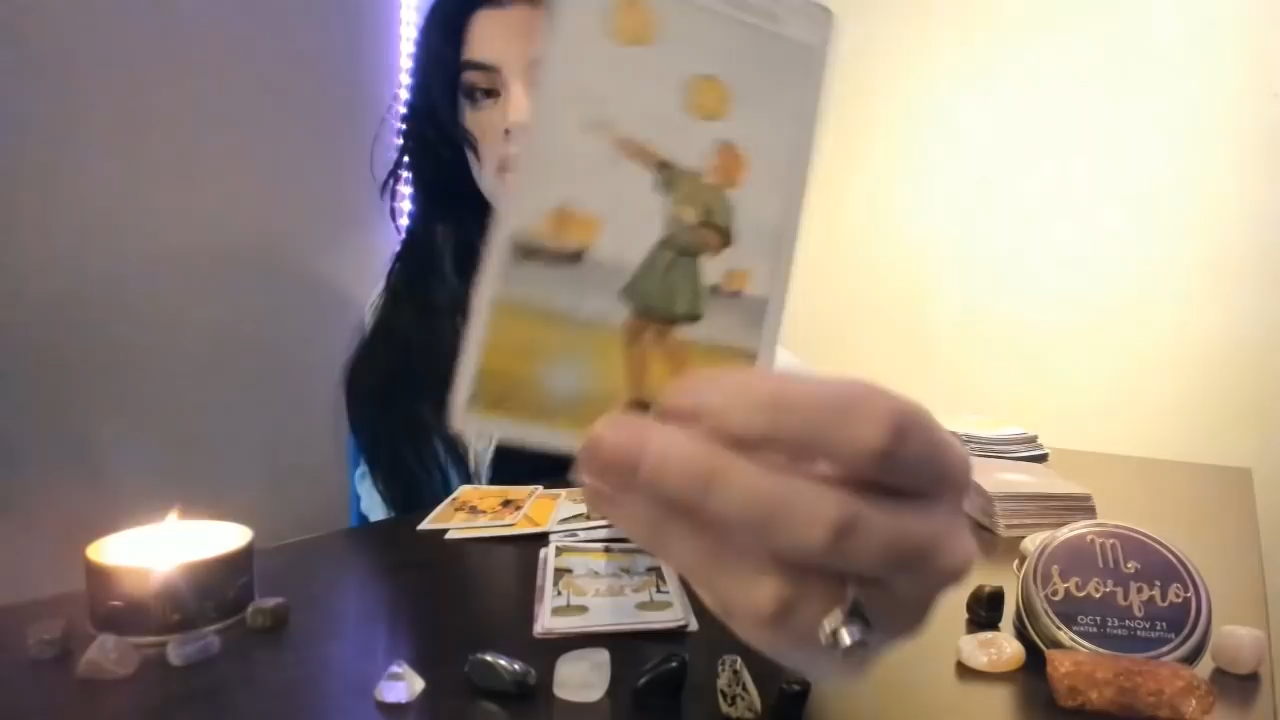 scorpio
OCT 23-NOV 21
WATER • FIXED • RECEPTIVE